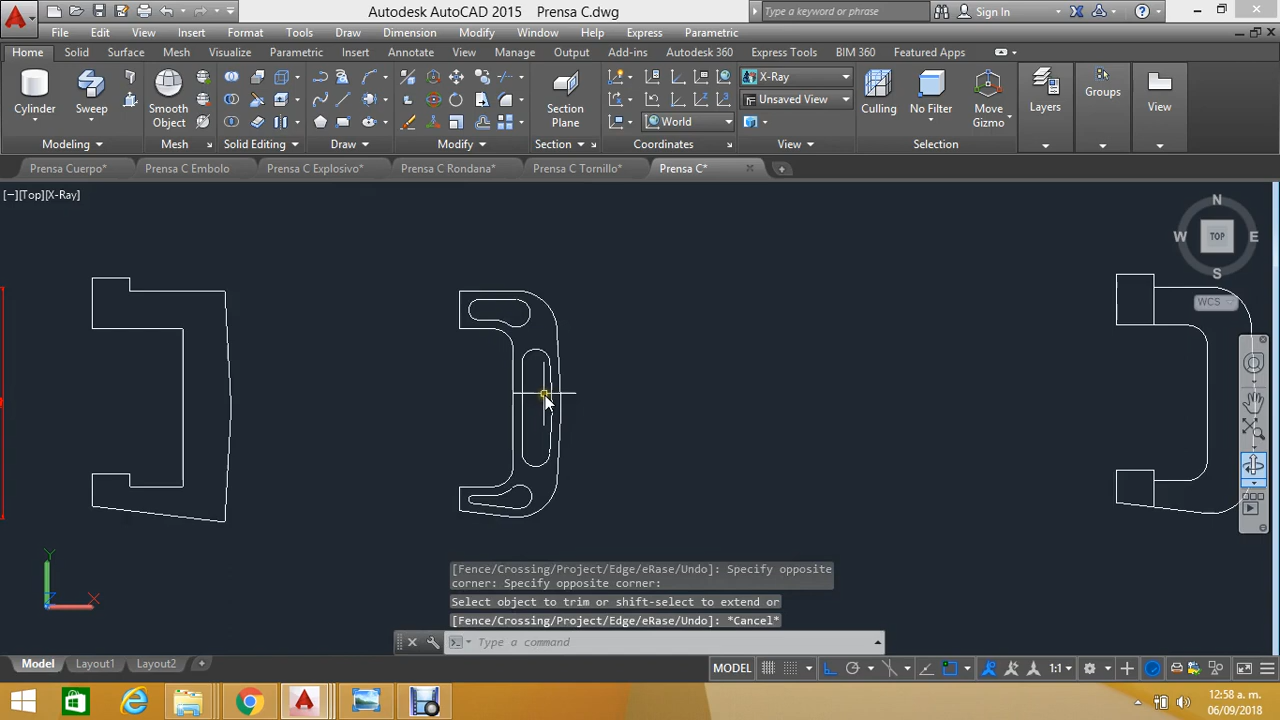 Autodesk AutoCAD 2015 Prensa C.dwg
Type a keyword or phrase
Sign In
File Edit View Insert Format Tools Draw Dimension Modify Window Help Express Parametric
Home Solid Surface Mesh Visualize Parametric Insert Annotate View Manage Output Add-ins Autodesk 360 Express Tools BIM 360 Featured Apps
X-Ray
Unsaved View
World
Cylinder Sweep Smooth Object Section Plane Culling No Filter Move Gizmo Layers Groups View
Modeling Mesh Solid Editing Draw Modify Section Coordinates View Selection
Prensa Cuerpo* Prensa C Embolo Prensa C Explosivo* Prensa C Rondana* Prensa C Tornillo* Prensa C*
[−][Top][X-Ray]
N
W TOP E
S
WCS
Y
X
[Fence/Crossing/Project/Edge/eRase/Undo]: Specify opposite
corner: Specify opposite corner:
Select object to trim or shift-select to extend or
[Fence/Crossing/Project/Edge/eRase/Undo]: *Cancel*
Type a command
Model Layout1 Layout2
MODEL 1:1
12:58 a. m.
06/09/2018